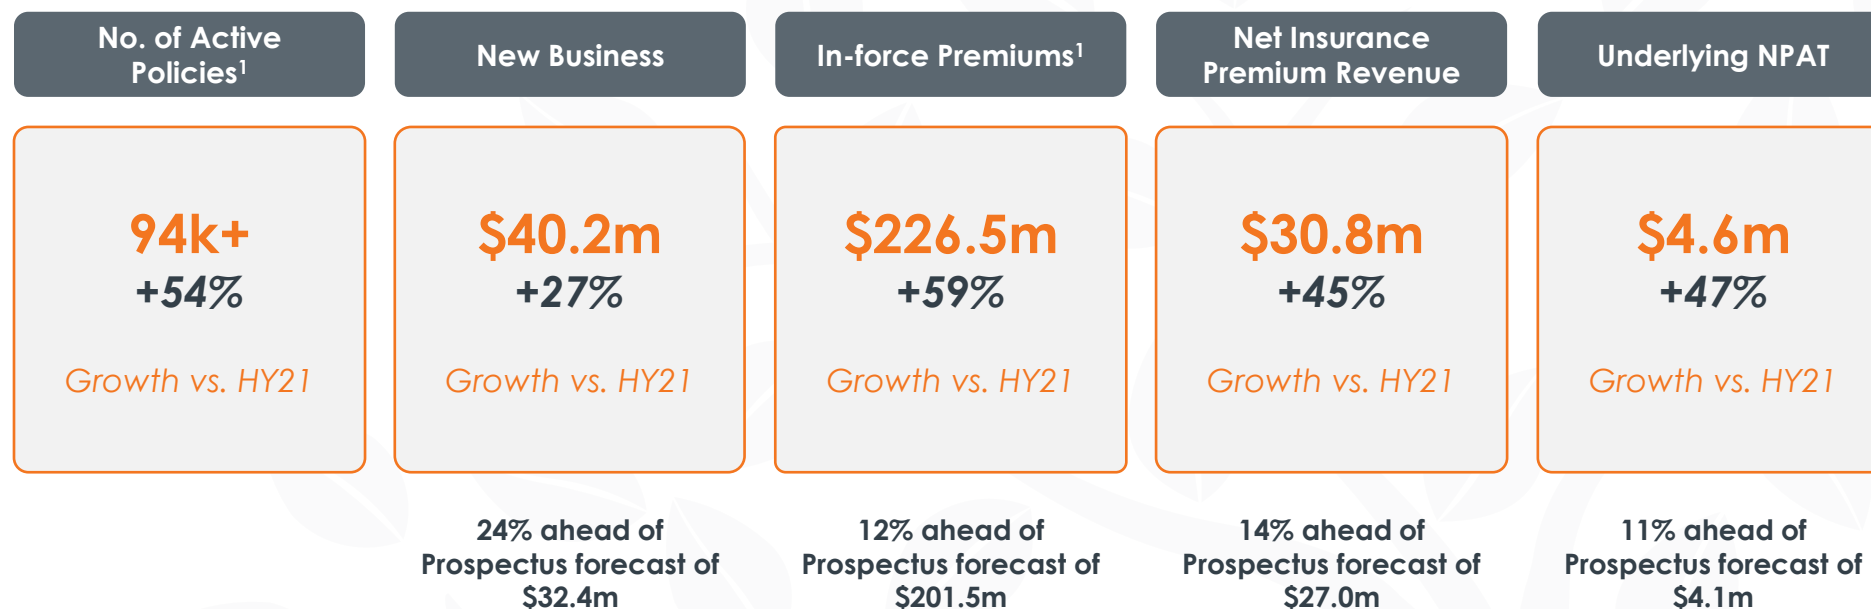 No. of Active
Policies¹
94k+
+54%
Growth vs. HY21
New Business
$40.2m
+27%
Growth vs. HY21
24% ahead of
Prospectus forecast of
$32.4m
In-force Premiums¹
$226.5m
+59%
Growth vs. HY21
12% ahead of
Prospectus forecast of
$201.5m
Net Insurance
Premium Revenue
$30.8m
+45%
Growth vs. HY21
14% ahead of
Prospectus forecast of
$27.0m
Underlying NPAT
$4.6m
+47%
Growth vs. HY21
11% ahead of
Prospectus forecast of
$4.1m